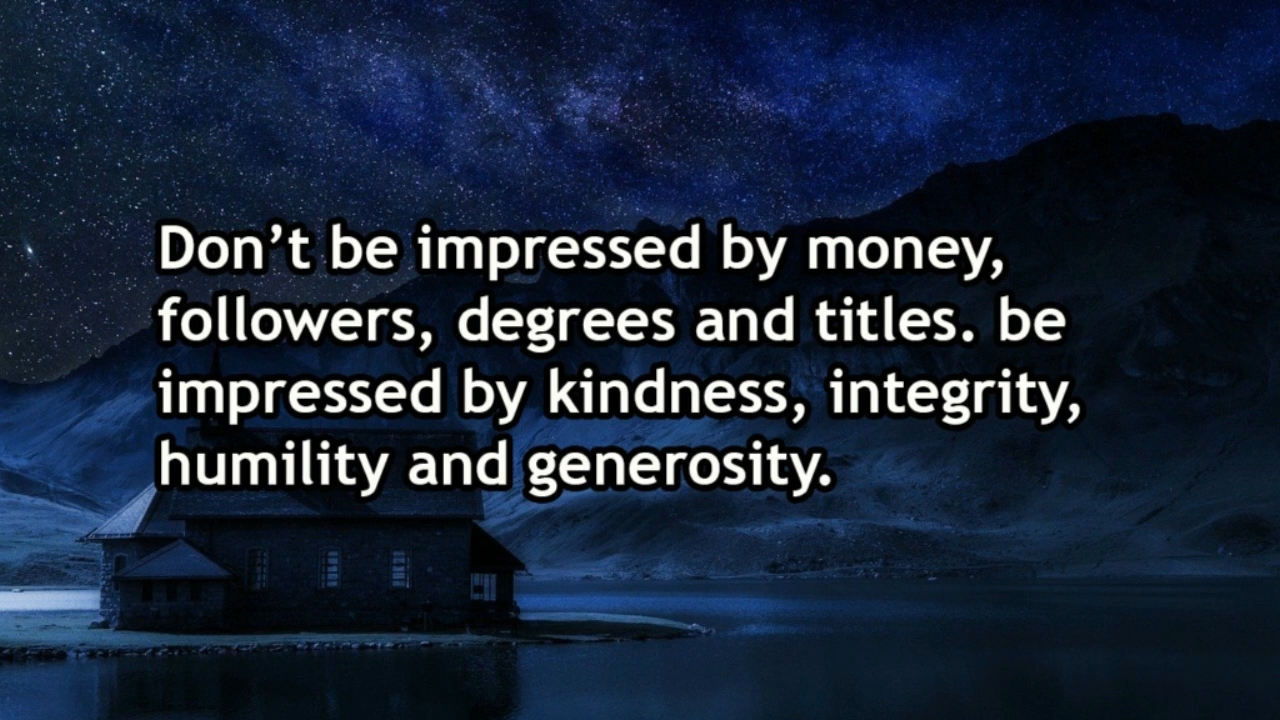 Don’t be impressed by money,
followers, degrees and titles. be
impressed by kindness, integrity,
humility and generosity.